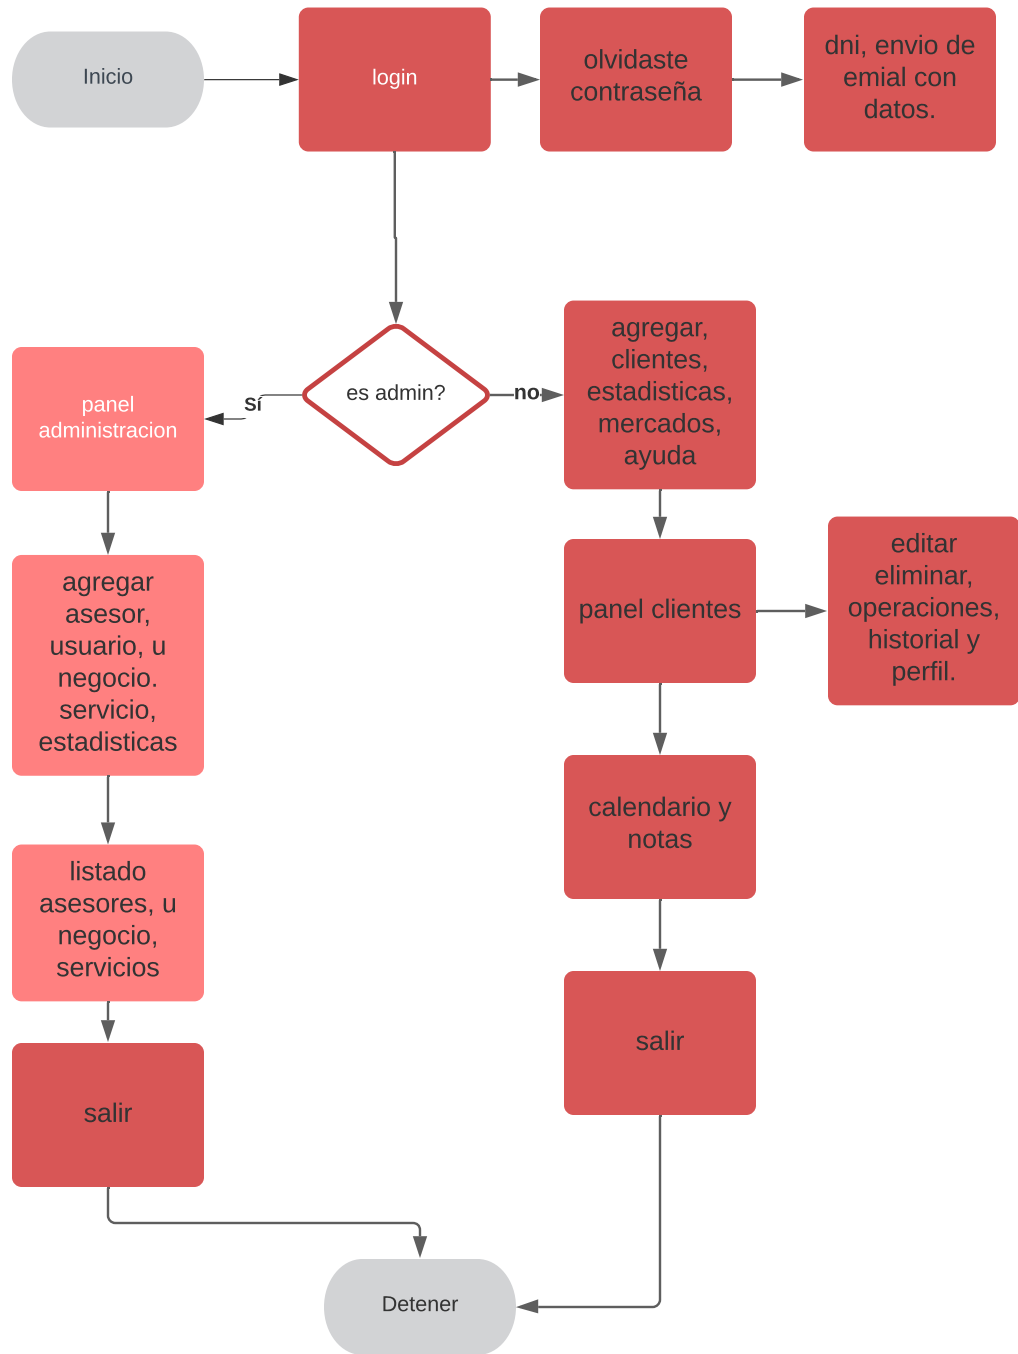 Inicio
login
olvidaste
contraseña
dni, envio de
emial con
datos.
es admin?
Sí
no
panel
administracion
agregar
asesor,
usuario, u
negocio.
servicio,
estadisticas
listado
asesores, u
negocio,
servicios
salir
agregar,
clientes,
estadisticas,
mercados,
ayuda
panel clientes
editar
eliminar,
operaciones,
historial y
perfil.
calendario y
notas
salir
Detener